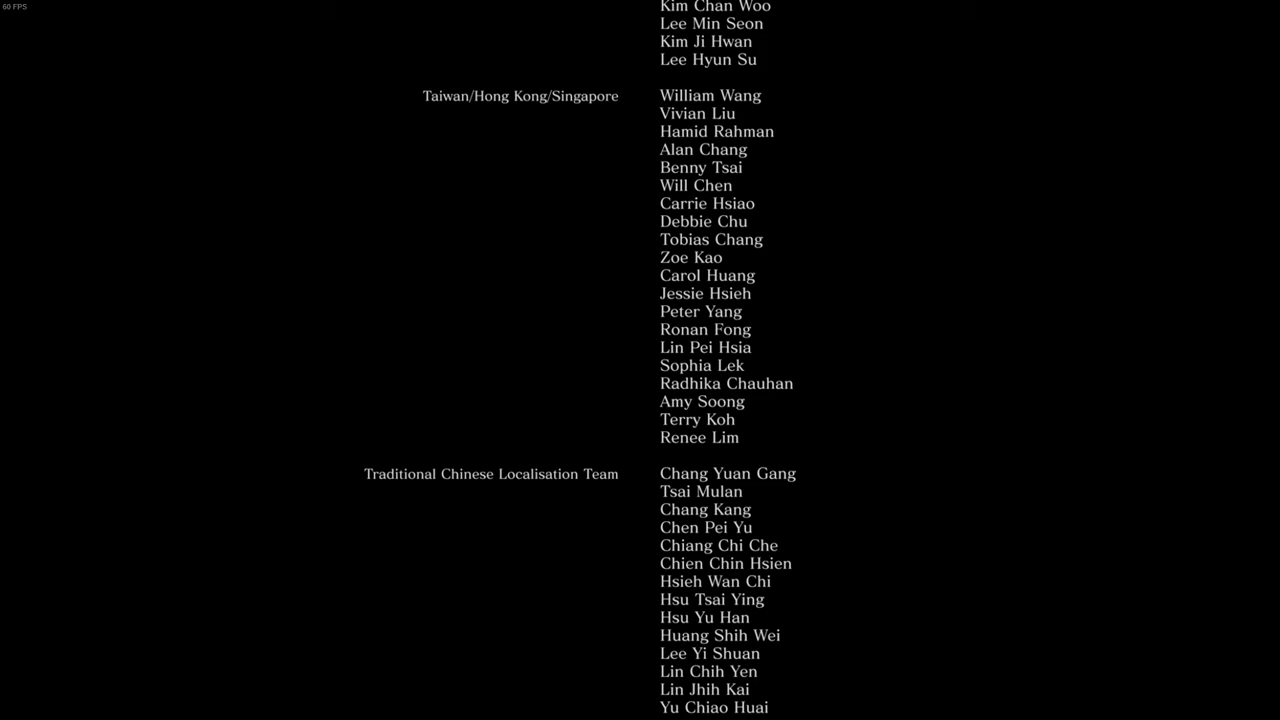 60 FPS
Kim Chan Woo
Lee Min Seon
Kim Ji Hwan
Lee Hyun Su
Taiwan/Hong Kong/Singapore William Wang
Vivian Liu
Hamid Rahman
Alan Chang
Benny Tsai
Will Chen
Carrie Hsiao
Debbie Chu
Tobias Chang
Zoe Kao
Carol Huang
Jessie Hsieh
Peter Yang
Ronan Fong
Lin Pei Hsia
Sophia Lek
Radhika Chauhan
Amy Soong
Terry Koh
Renee Lim
Traditional Chinese Localisation Team Chang Yuan Gang
Tsai Mulan
Chang Kang
Chen Pei Yu
Chiang Chi Che
Chien Chin Hsien
Hsieh Wan Chi
Hsu Tsai Ying
Hsu Yu Han
Huang Shih Wei
Lee Yi Shuan
Lin Chih Yen
Lin Jhih Kai
Yu Chiao Huai